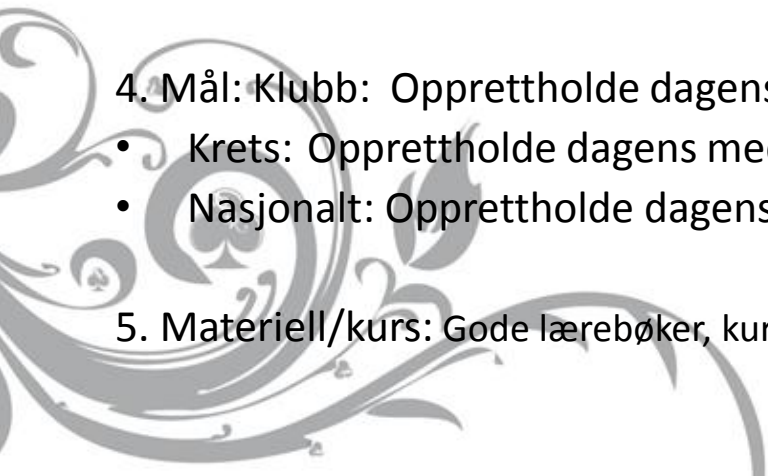 4. Mål: Klubb: Opprettholde dagens
• Krets: Opprettholde dagens me
• Nasjonalt: Opprettholde dagens
5. Materiell/kurs: Gode lærebøker, kur